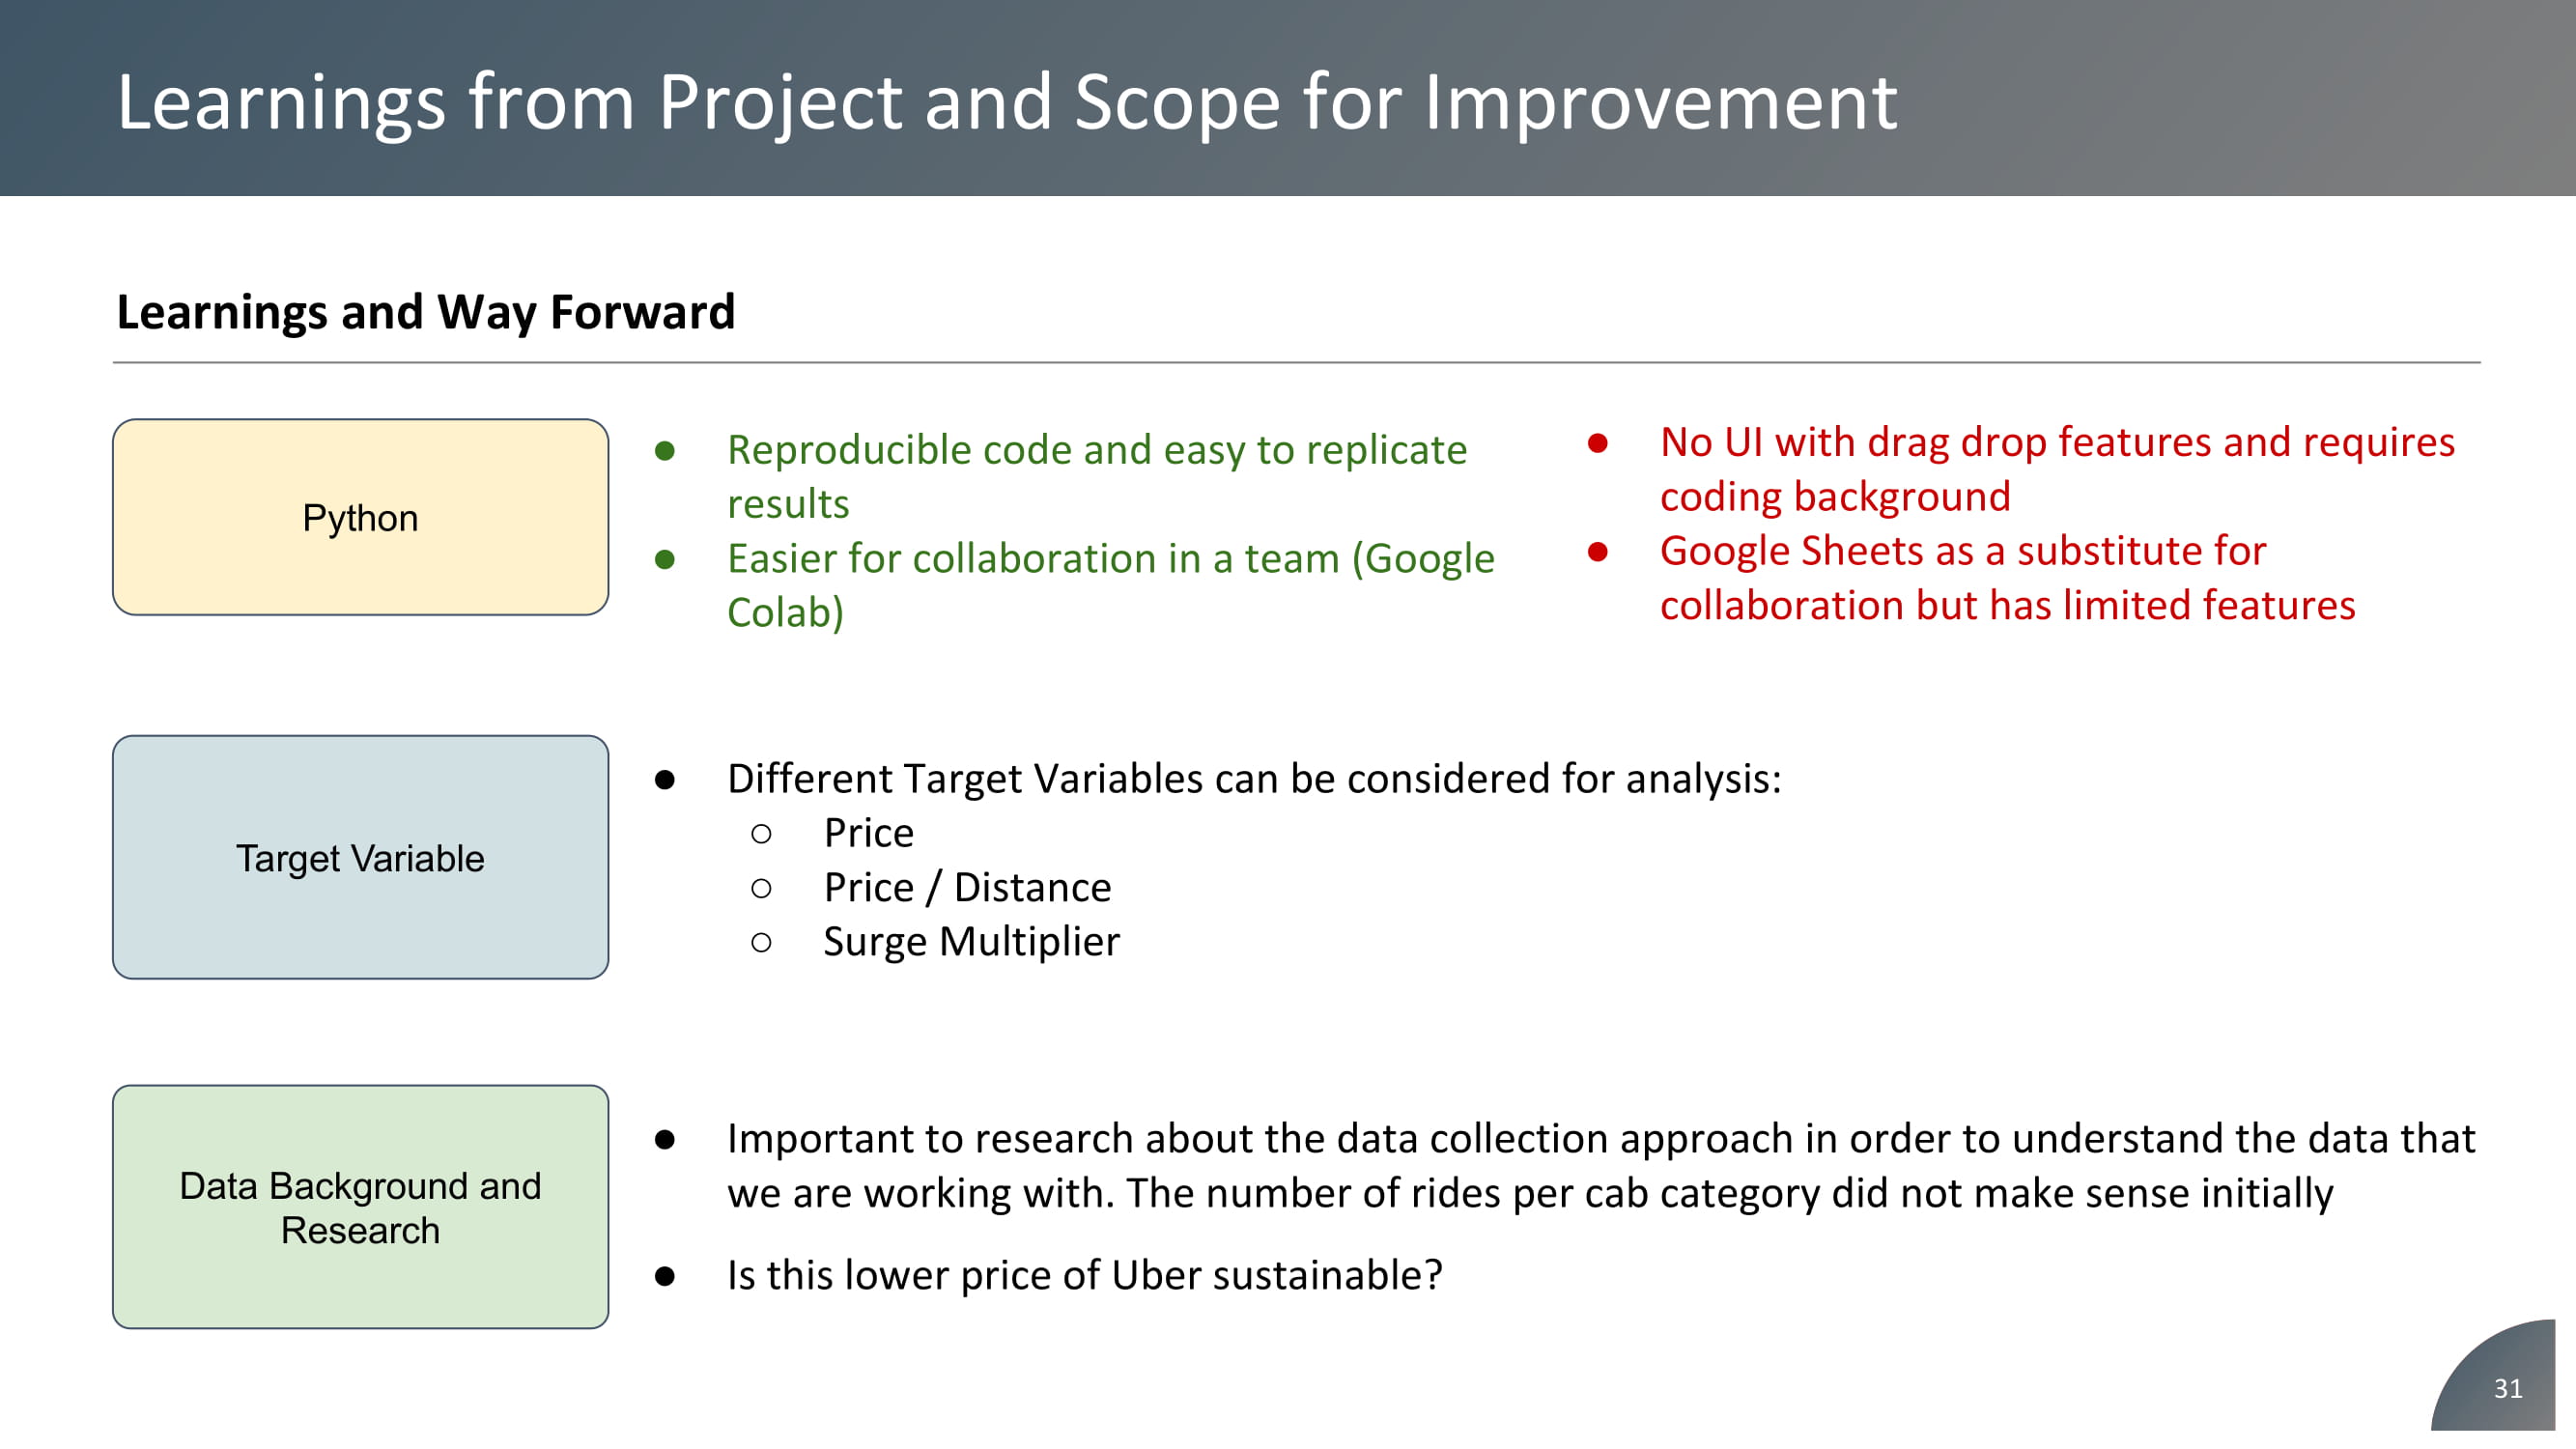 Learnings from Project and Scope for Improvement
Learnings and Way Forward
Python
● Reproducible code and easy to replicate
results
● Easier for collaboration in a team (Google
Colab)
● No UI with drag drop features and requires
coding background
● Google Sheets as a substitute for
collaboration but has limited features
Target Variable
● Different Target Variables can be considered for analysis:
○ Price
○ Price / Distance
○ Surge Multiplier
Data Background and
Research
● Important to research about the data collection approach in order to understand the data that
we are working with. The number of rides per cab category did not make sense initially
● Is this lower price of Uber sustainable?
31